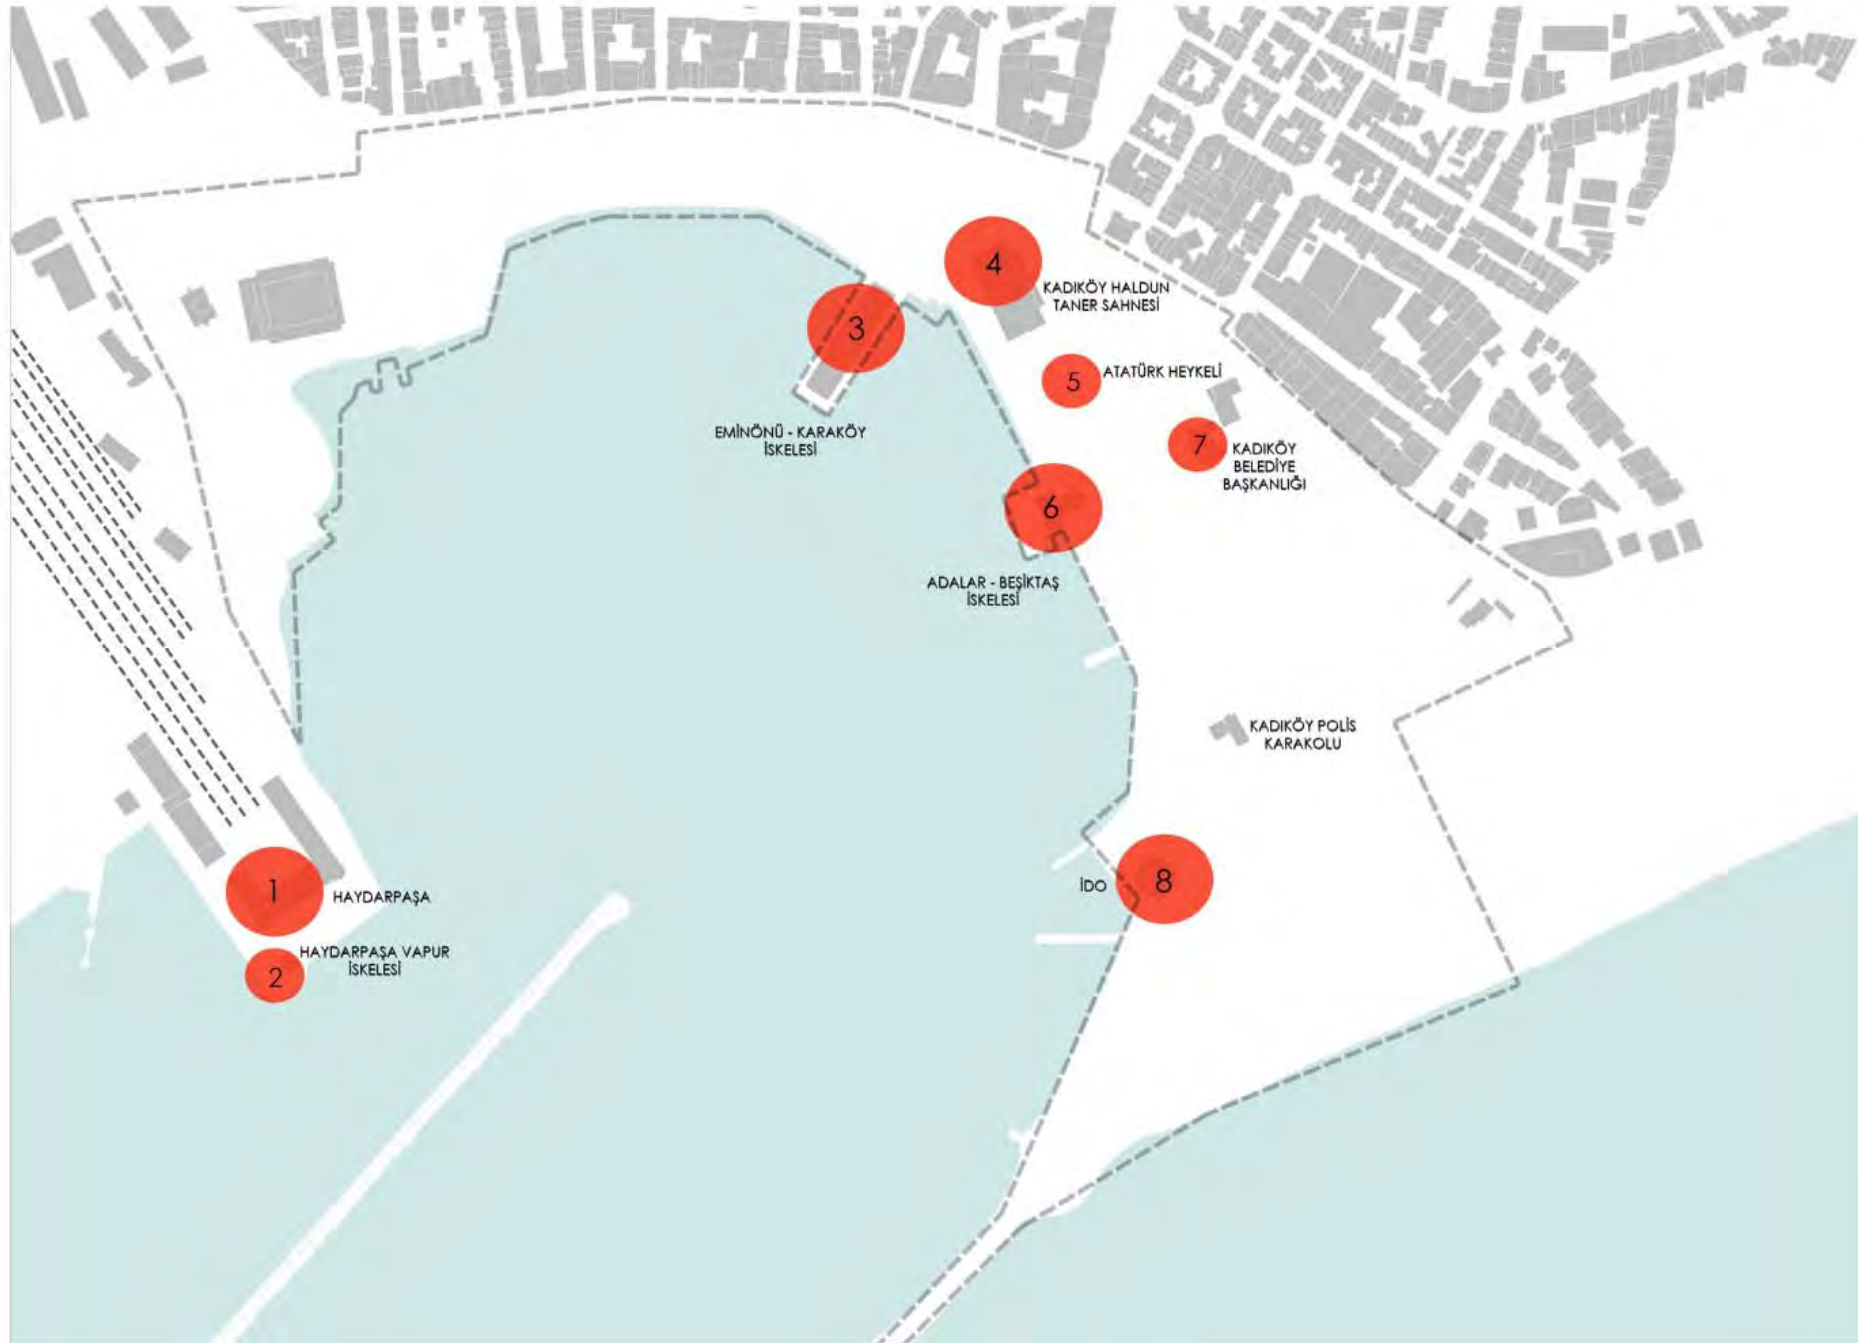 4
KADIKÖY HALDUN
TANER SAHNESİ
3
5
ATATÜRK HEYKELİ
EMİNÖNÜ - KARAKÖY
İSKELESİ
7
KADIKÖY
BELEDİYE
BAŞKANLIĞI
6
ADALAR - BEŞİKTAŞ
İSKELESİ
KADIKÖY POLİS
KARAKOLU
1
HAYDARPAŞA
İDO
8
HAYDARPAŞA VAPUR
İSKELESİ
2